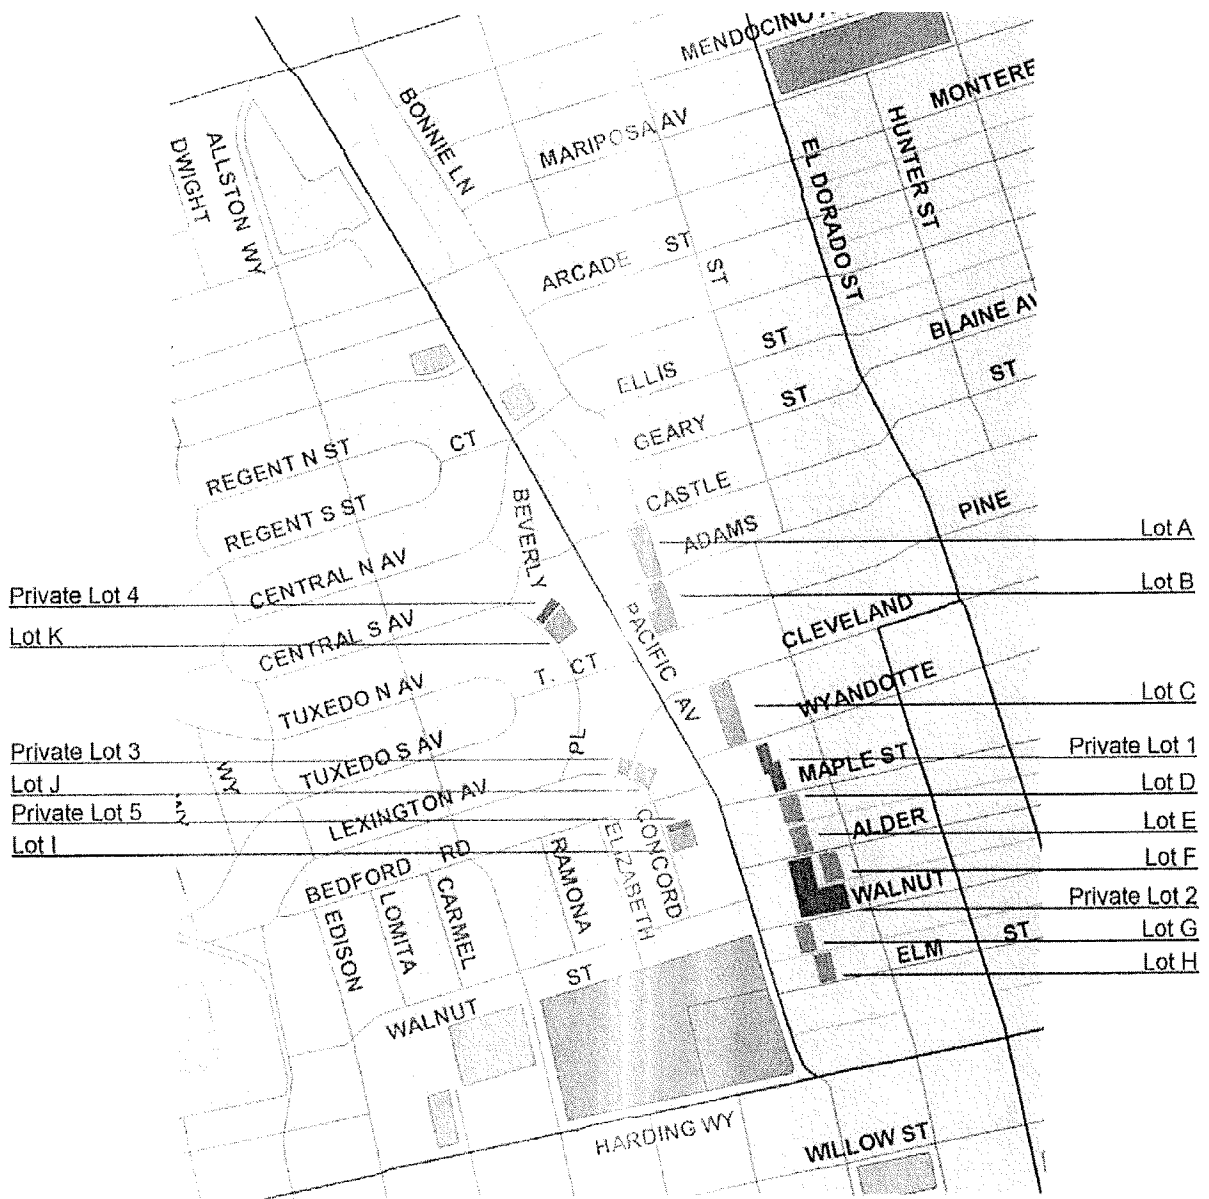 MENDOCINO
MONTERE
BONNIE LN
MARIPOSA AV
HUNTER ST
ALLSTON WY
DWIGHT
EL DORADO ST
ARCADE ST
ST
BLAINE AV
ELLIS ST
GEARY ST
ST
REGENT N ST
CT
CASTLE
REGENT S ST
ADAMS
PINE
BEVERLY
CENTRAL N AV
CENTRAL S AV
PACIFIC AV
CLEVELAND
T. CT
TUXEDO N AV
WYANDOTTE
TUXEDO S AV
PL
WY
MAPLE ST
LEXINGTON AV
ALDER
BEDFORD RD
CONCORD
ELIZABETH
RAMONA
CARMEL
LOMITA
EDISON
WALNUT
ELM ST
WALNUT ST
HARDING WY
WILLOW ST
Private Lot 4
Lot K
Private Lot 3
Lot J
Private Lot 5
Lot I
Lot A
Lot B
Lot C
Private Lot 1
Lot D
Lot E
Lot F
Private Lot 2
Lot G
Lot H